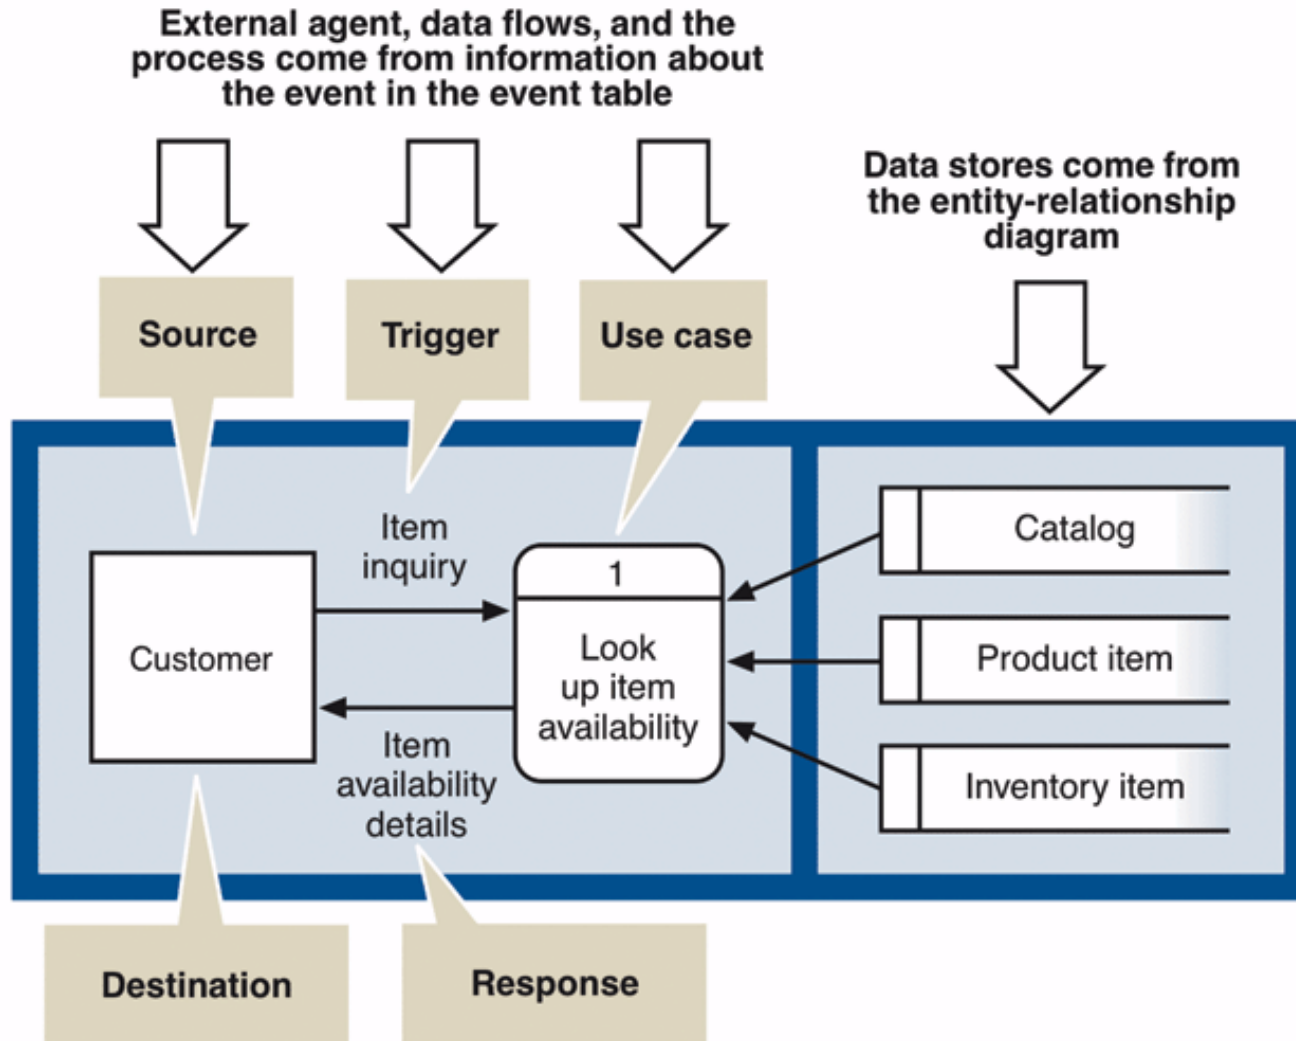 External agent, data flows, and the
process come from information about
the event in the event table
Data stores come from
the entity-relationship
diagram
Source
Trigger
Use case
Item
inquiry
Customer
1
Look
up item
availability
Item
availability
details
Catalog
Product item
Inventory item
Destination
Response